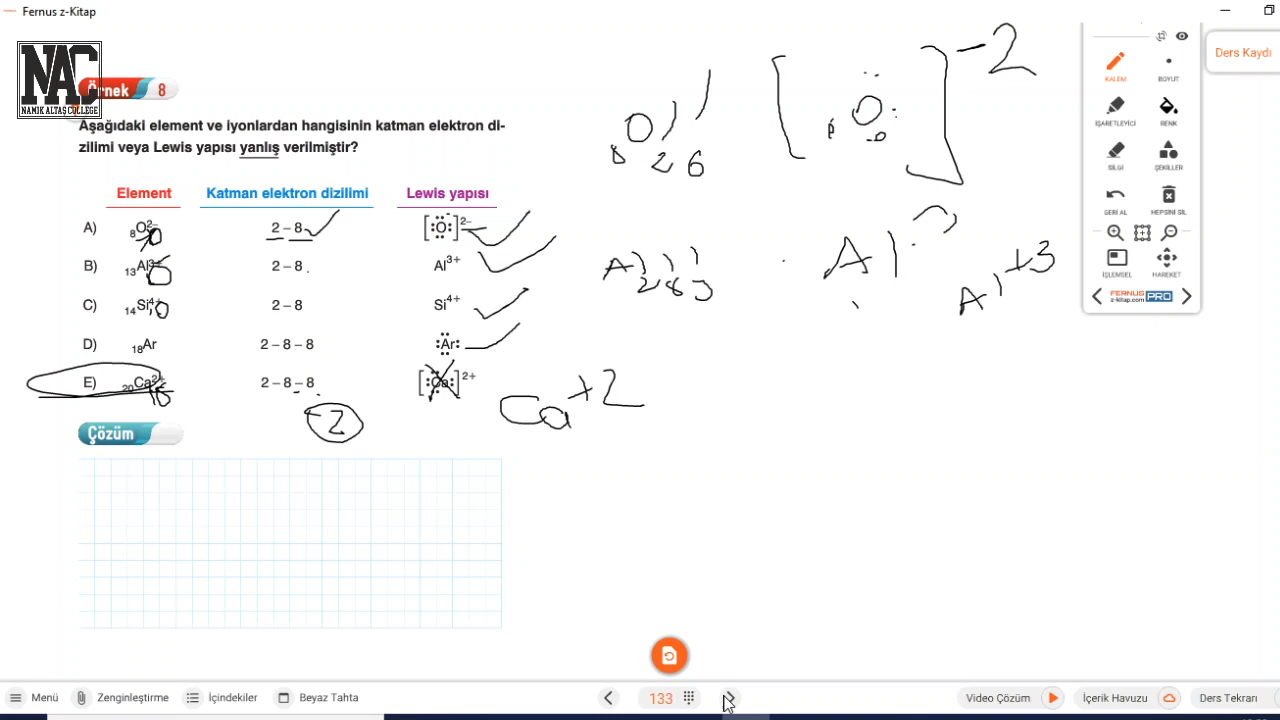 Fernus z-Kitap
NAC
NAMIK ALTAŞ COLLEGE
Örnek 8
Aşağıdaki element ve iyonlardan hangisinin katman elektron di-
zilimi veya Lewis yapısı yanlış verilmiştir?
Element Katman elektron dizilimi Lewis yapısı
A) ₈O²⁻ 2 – 8 [:O:]²⁻
B) ₁₃Al³⁺ 2 – 8 Al³⁺
C) ₁₄Si⁴⁺ 2 – 8 Si⁴⁺
D) ₁₈Ar 2 – 8 – 8 :Ar:
E) ₂₀Ca²⁺ 2 – 8 – 8 [:Ca:]²⁺
Çözüm
O
8 2 6
[O]⁻²
Al
2 8 3
Al
Al⁺³
Ca⁺²
2
KALEM
BOYUT
İŞARETLEYİCİ
RENK
SİLGİ
ŞEKİLLER
GERİ AL
HEPSİNİ SİL
İŞLEMSEL
HAREKET
FERNUS
z-kitap.com PRO
Ders Kaydı
Menü Zenginleştirme İçindekiler Beyaz Tahta 133 Video Çözüm İçerik Havuzu Ders Tekrarı